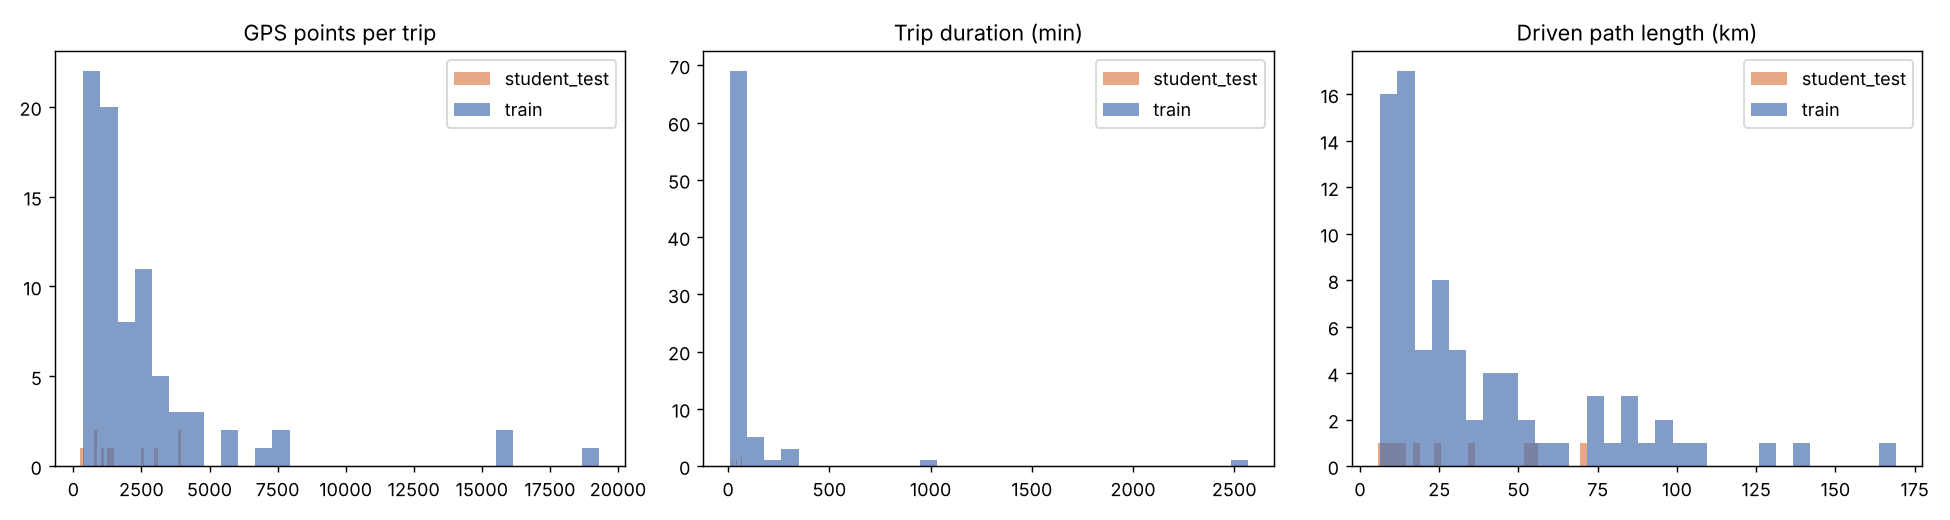 GPS points per trip
student_test
train
20
15
10
5
0
0 2500 5000 7500 10000 12500 15000 17500 20000
Trip duration (min)
student_test
train
70
60
50
40
30
20
10
0
0 500 1000 1500 2000 2500
Driven path length (km)
student_test
train
16
14
12
10
8
6
4
2
0
0 25 50 75 100 125 150 175